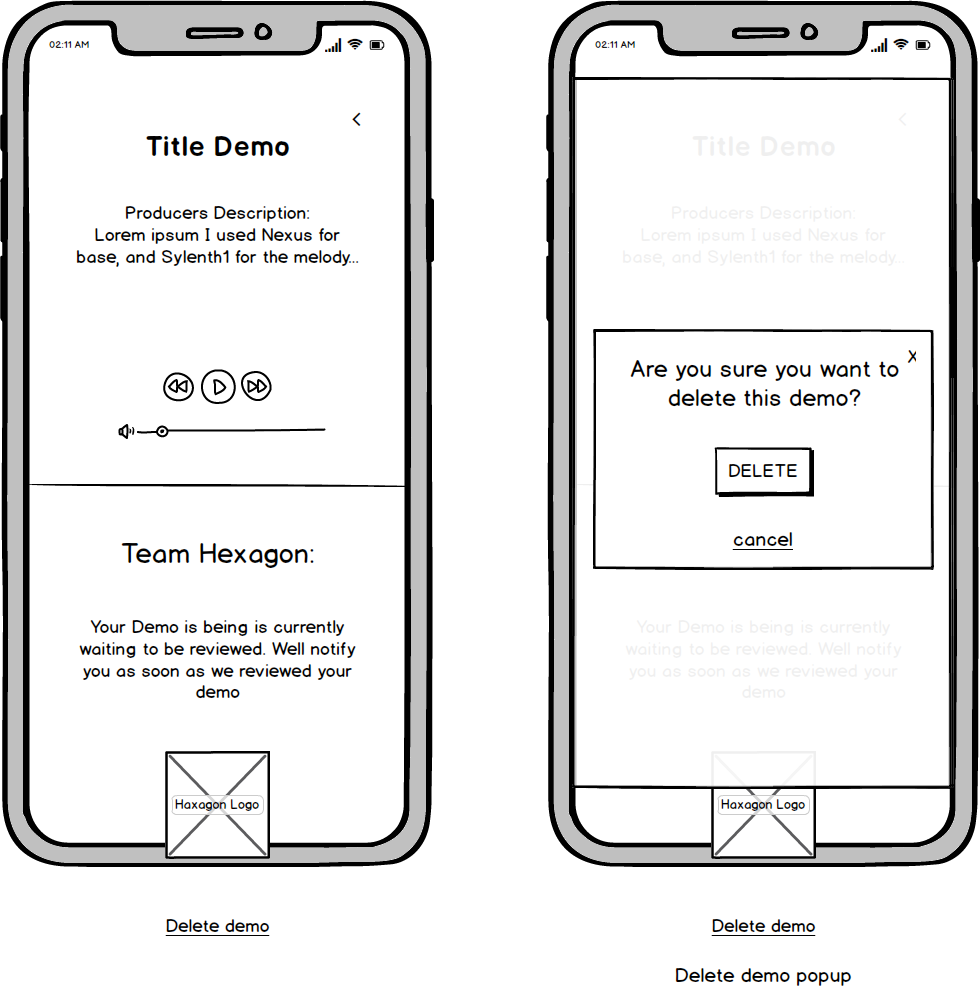 02:11 AM
Title Demo
Producers Description:
Lorem ipsum I used Nexus for
base, and Sylenth1 for the melody...
Team Hexagon:
Your Demo is being is currently
waiting to be reviewed. Well notify
you as soon as we reviewed your
demo
Haxagon Logo
Delete demo
02:11 AM
Title Demo
Producers Description:
Lorem ipsum I used Nexus for
base, and Sylenth1 for the melody...
X
Are you sure you want to
delete this demo?
DELETE
cancel
Your Demo is being is currently
waiting to be reviewed. Well notify
you as soon as we reviewed your
demo
Haxagon Logo
Delete demo
Delete demo popup